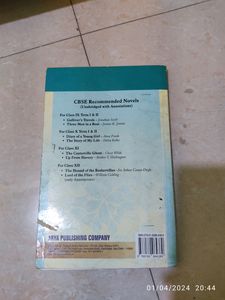 CBSE Recommended Novels
(Unabridged with Annotations)
For Class IX Term I & II
• Gulliver's Travels - Jonathan Swift
• Three Men in a Boat - Jerome K. Jerome
For Class X Term I & II
• Diary of a Young Girl - Anne Frank
• The Story of My Life - Helen Keller
For Class XI
• The Canterville Ghost - Oscar Wilde
• Up From Slavery - Booker T. Washington
For Class XII
• The Hound of the Baskervilles - Sir Arthur Conan Doyle
• Lord of the Flies - William Golding
(only Annotations)
ARYA PUBLISHING COMPANY
01/04/2024 20:44